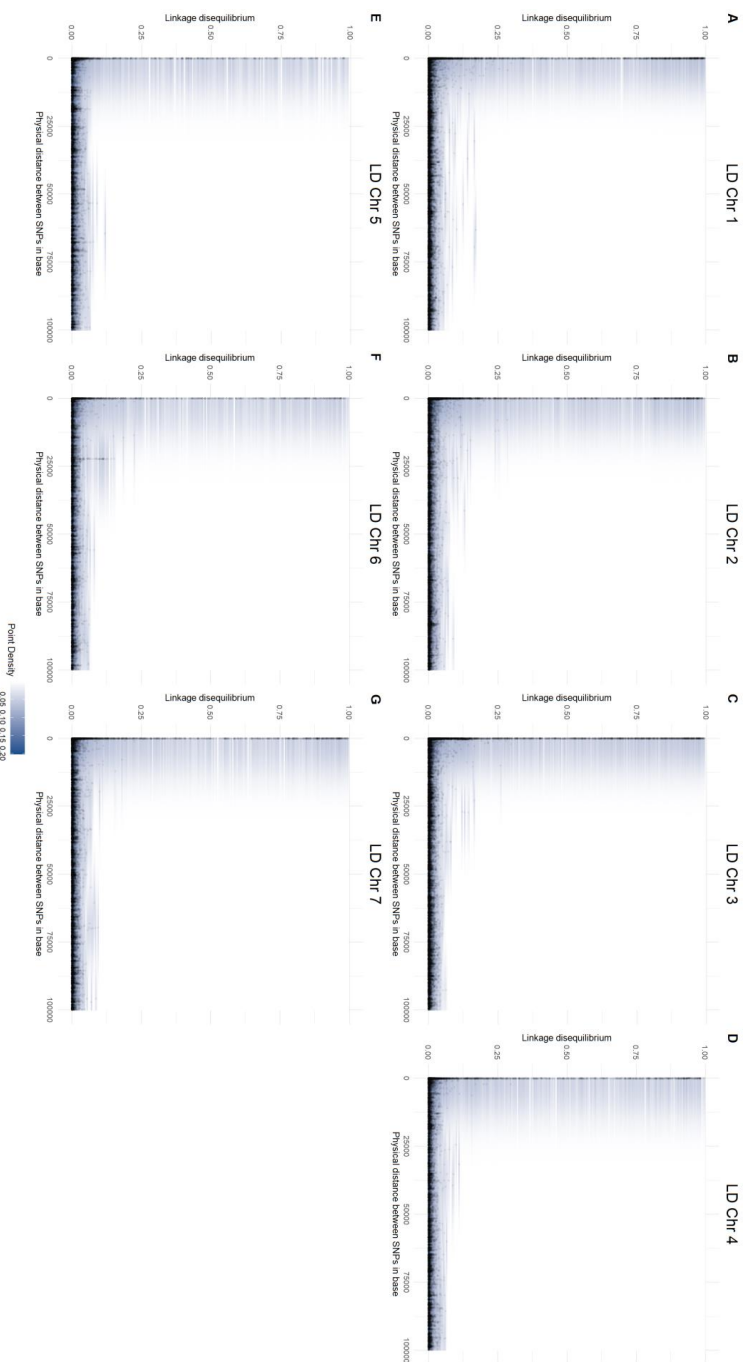 A
LD Chr 1
1.00
0.75
0.50
0.25
0.00
Linkage disequilibrium
0
25000
50000
75000
100000
Physical distance between SNPs in base
B
LD Chr 2
1.00
0.75
0.50
0.25
0.00
Linkage disequilibrium
0
25000
50000
75000
100000
Physical distance between SNPs in base
C
LD Chr 3
1.00
0.75
0.50
0.25
0.00
Linkage disequilibrium
0
25000
50000
75000
100000
Physical distance between SNPs in base
D
LD Chr 4
1.00
0.75
0.50
0.25
0.00
Linkage disequilibrium
0
25000
50000
75000
100000
Physical distance between SNPs in base
E
LD Chr 5
1.00
0.75
0.50
0.25
0.00
Linkage disequilibrium
0
25000
50000
75000
100000
Physical distance between SNPs in base
F
LD Chr 6
1.00
0.75
0.50
0.25
0.00
Linkage disequilibrium
0
25000
50000
75000
100000
Physical distance between SNPs in base
G
LD Chr 7
1.00
0.75
0.50
0.25
0.00
Linkage disequilibrium
0
25000
50000
75000
100000
Physical distance between SNPs in base
Point Density
0.05 0.10 0.15 0.20